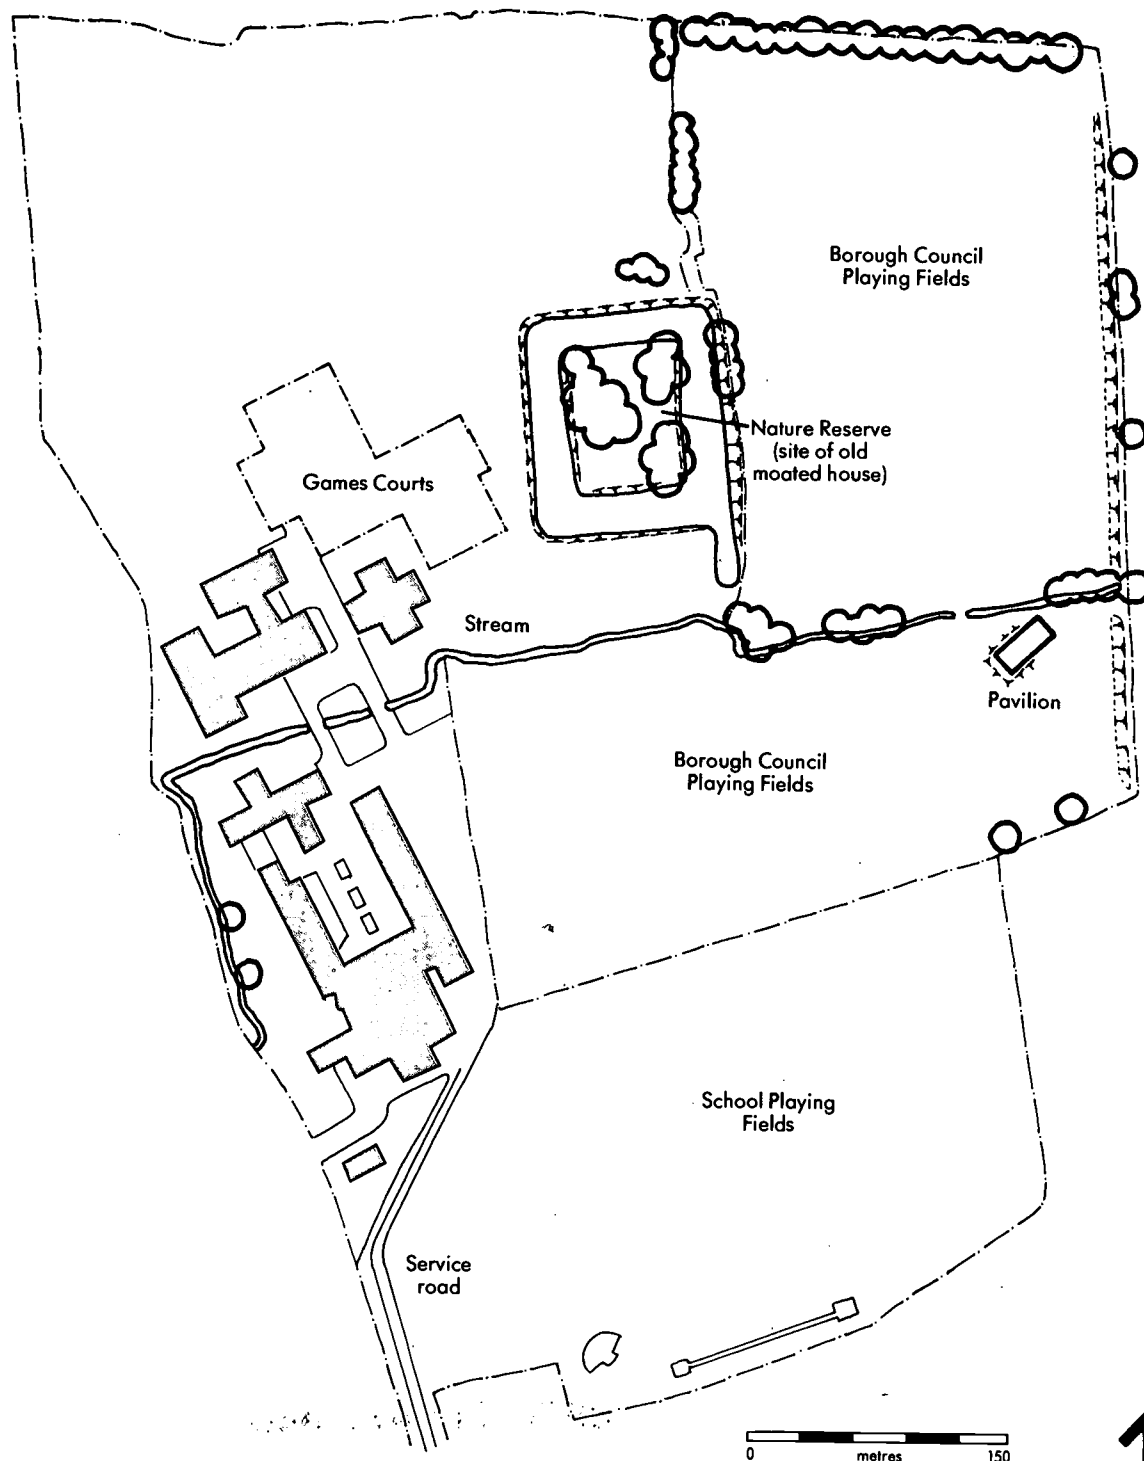 Borough Council
Playing Fields
Nature Reserve
(site of old
moated house)
Games Courts
Stream
Pavilion
Borough Council
Playing Fields
School Playing
Fields
Service
road
0 metres 150